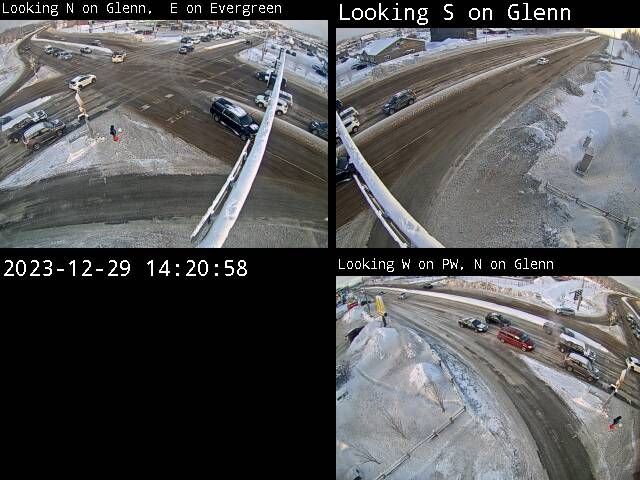 Looking N on Glenn, E on Evergreen
Looking S on Glenn
2023-12-29 14:20:58
Looking W on PW, N on Glenn